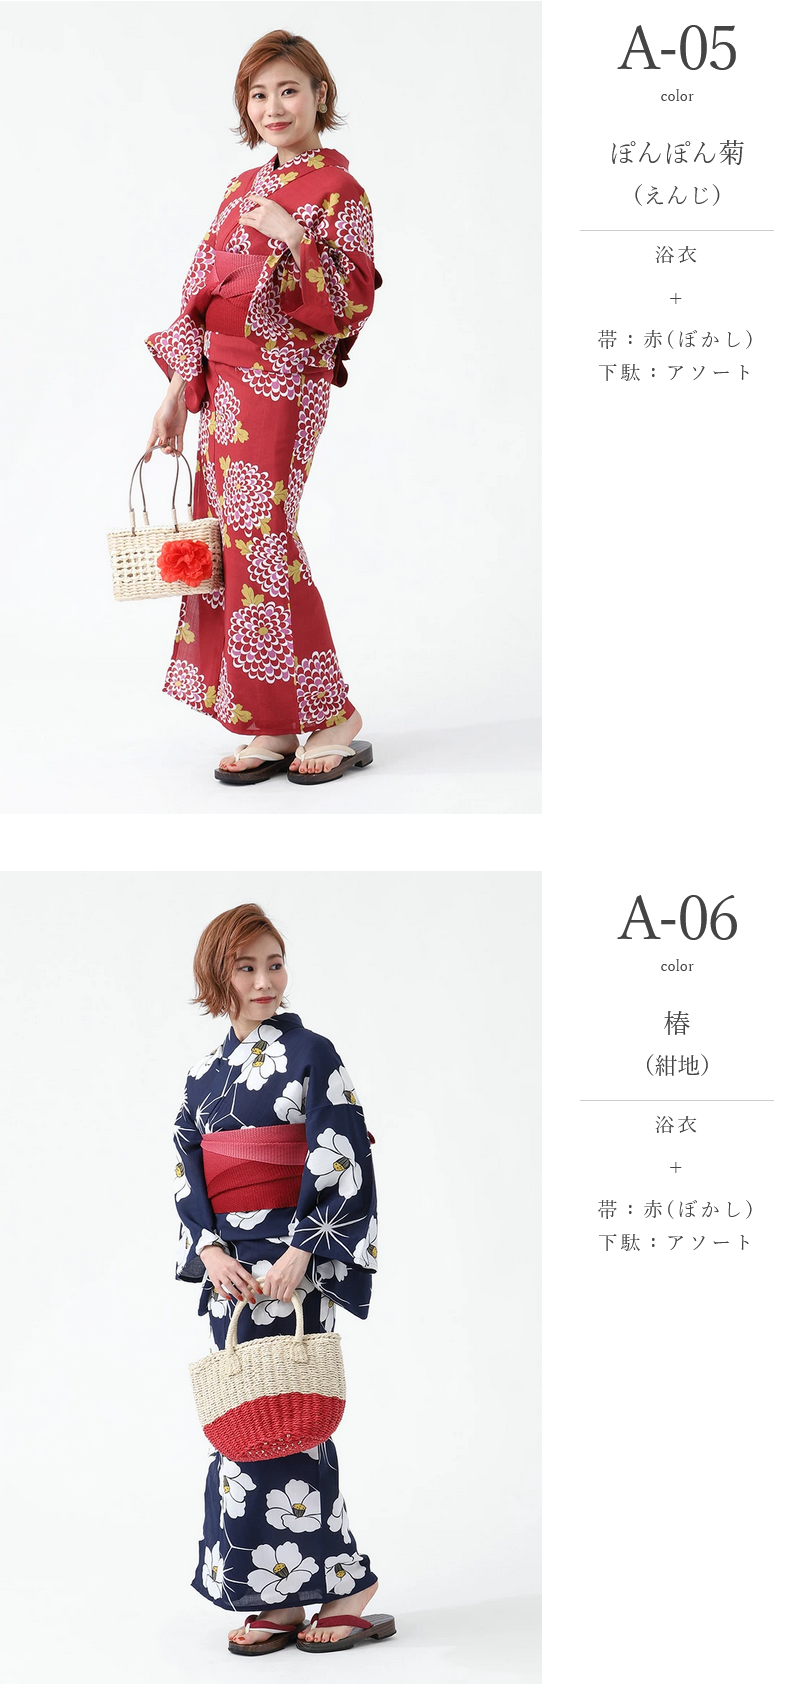 A-05
color
ぽんぽん菊
（えんじ）
浴衣
+
帯：赤(ぼかし)
下駄：アソート
A-06
color
椿
（紺地）
浴衣
+
帯：赤(ぼかし)
下駄：アソート